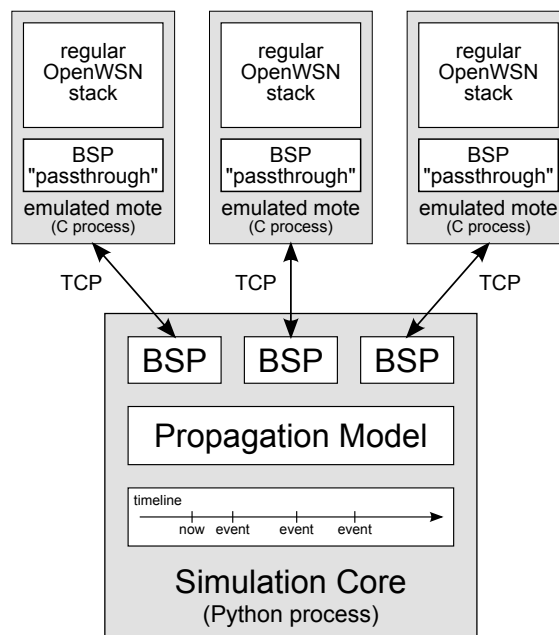 regular
OpenWSN
stack
BSP
"passthrough"
emulated mote
(C process)
regular
OpenWSN
stack
BSP
"passthrough"
emulated mote
(C process)
regular
OpenWSN
stack
BSP
"passthrough"
emulated mote
(C process)
TCP
TCP
TCP
BSP
BSP
BSP
Propagation Model
timeline
now event event event
Simulation Core
(Python process)